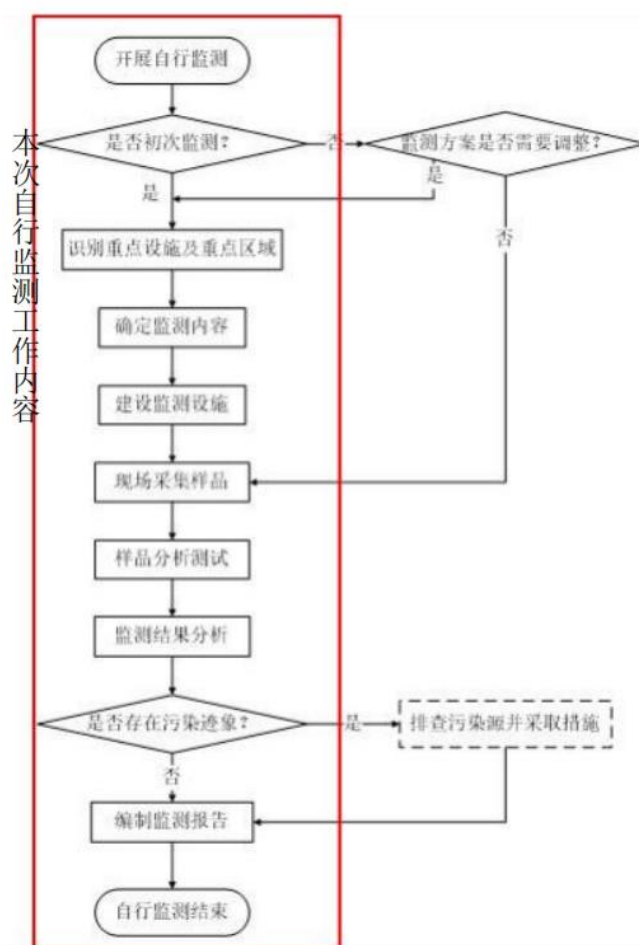 开展自行监测
是否初次监测?
否
监测方案是否需要调整?
是
是
否
识别重点设施及重点区域
确定监测内容
建设监测设施
现场采集样品
样品分析测试
监测结果分析
是否存在污染迹象?
是
排查污染源并采取措施
否
编制监测报告
自行监测结束
本次自行监测工作内容